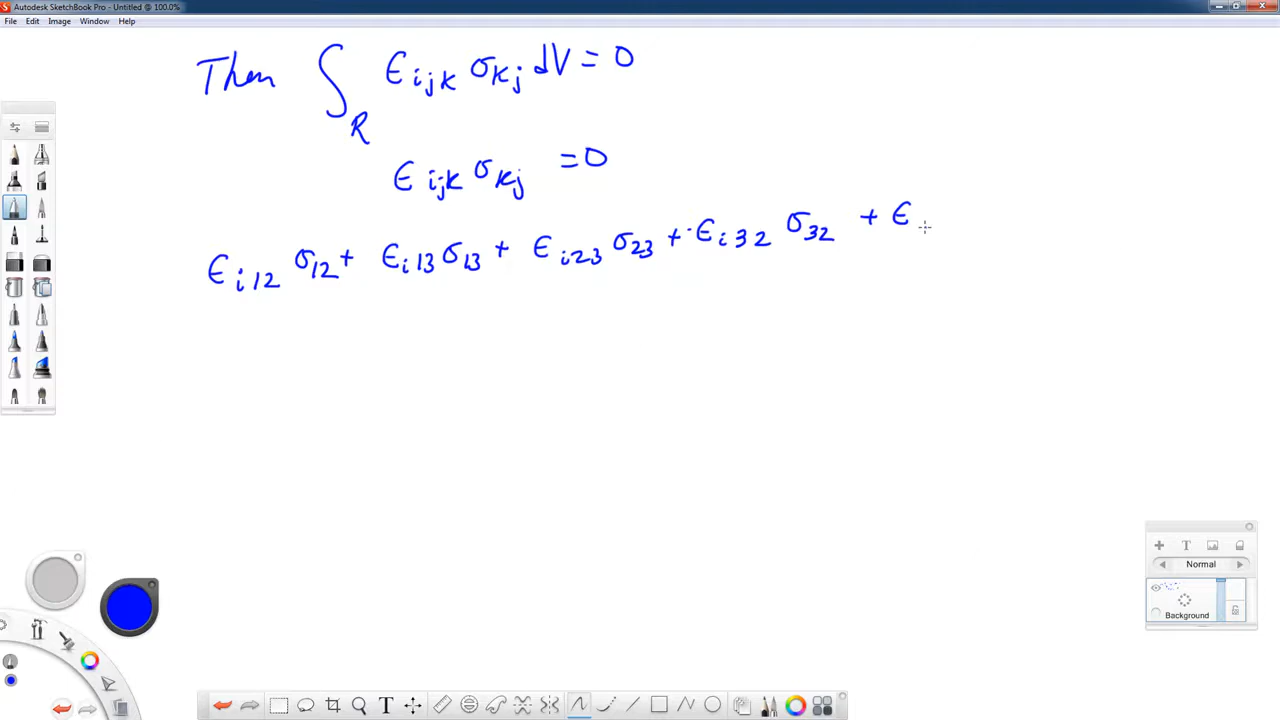 Autodesk SketchBook Pro - Untitled @ 100.0%
File Edit Image Window Help
Then ∫_R ϵ_ijk σ_kj dV = 0
ϵ_ijk σ_kj = 0
ϵ_i12 σ_12 + ϵ_i13 σ_13 + ϵ_i23 σ_23 + ϵ_i32 σ_32 + ϵ
Normal
Background
T